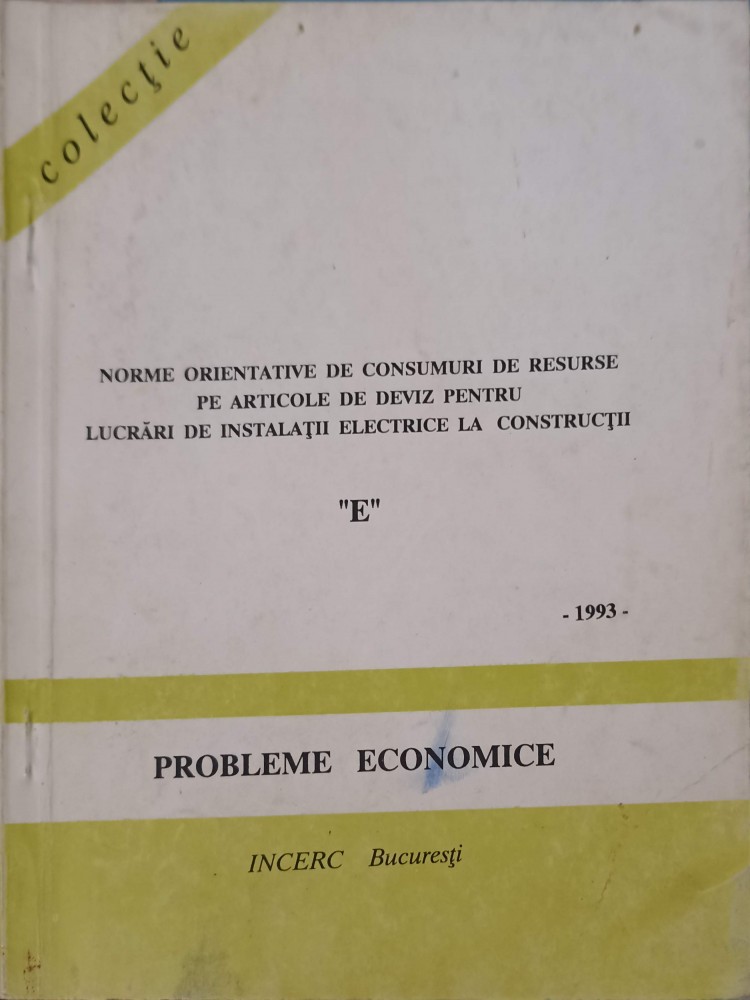 colecţie
NORME ORIENTATIVE DE CONSUMURI DE RESURSE
PE ARTICOLE DE DEVIZ PENTRU
LUCRĂRI DE INSTALAŢII ELECTRICE LA CONSTRUCŢII
"E"
- 1993 -
PROBLEME ECONOMICE
INCERC Bucureşti